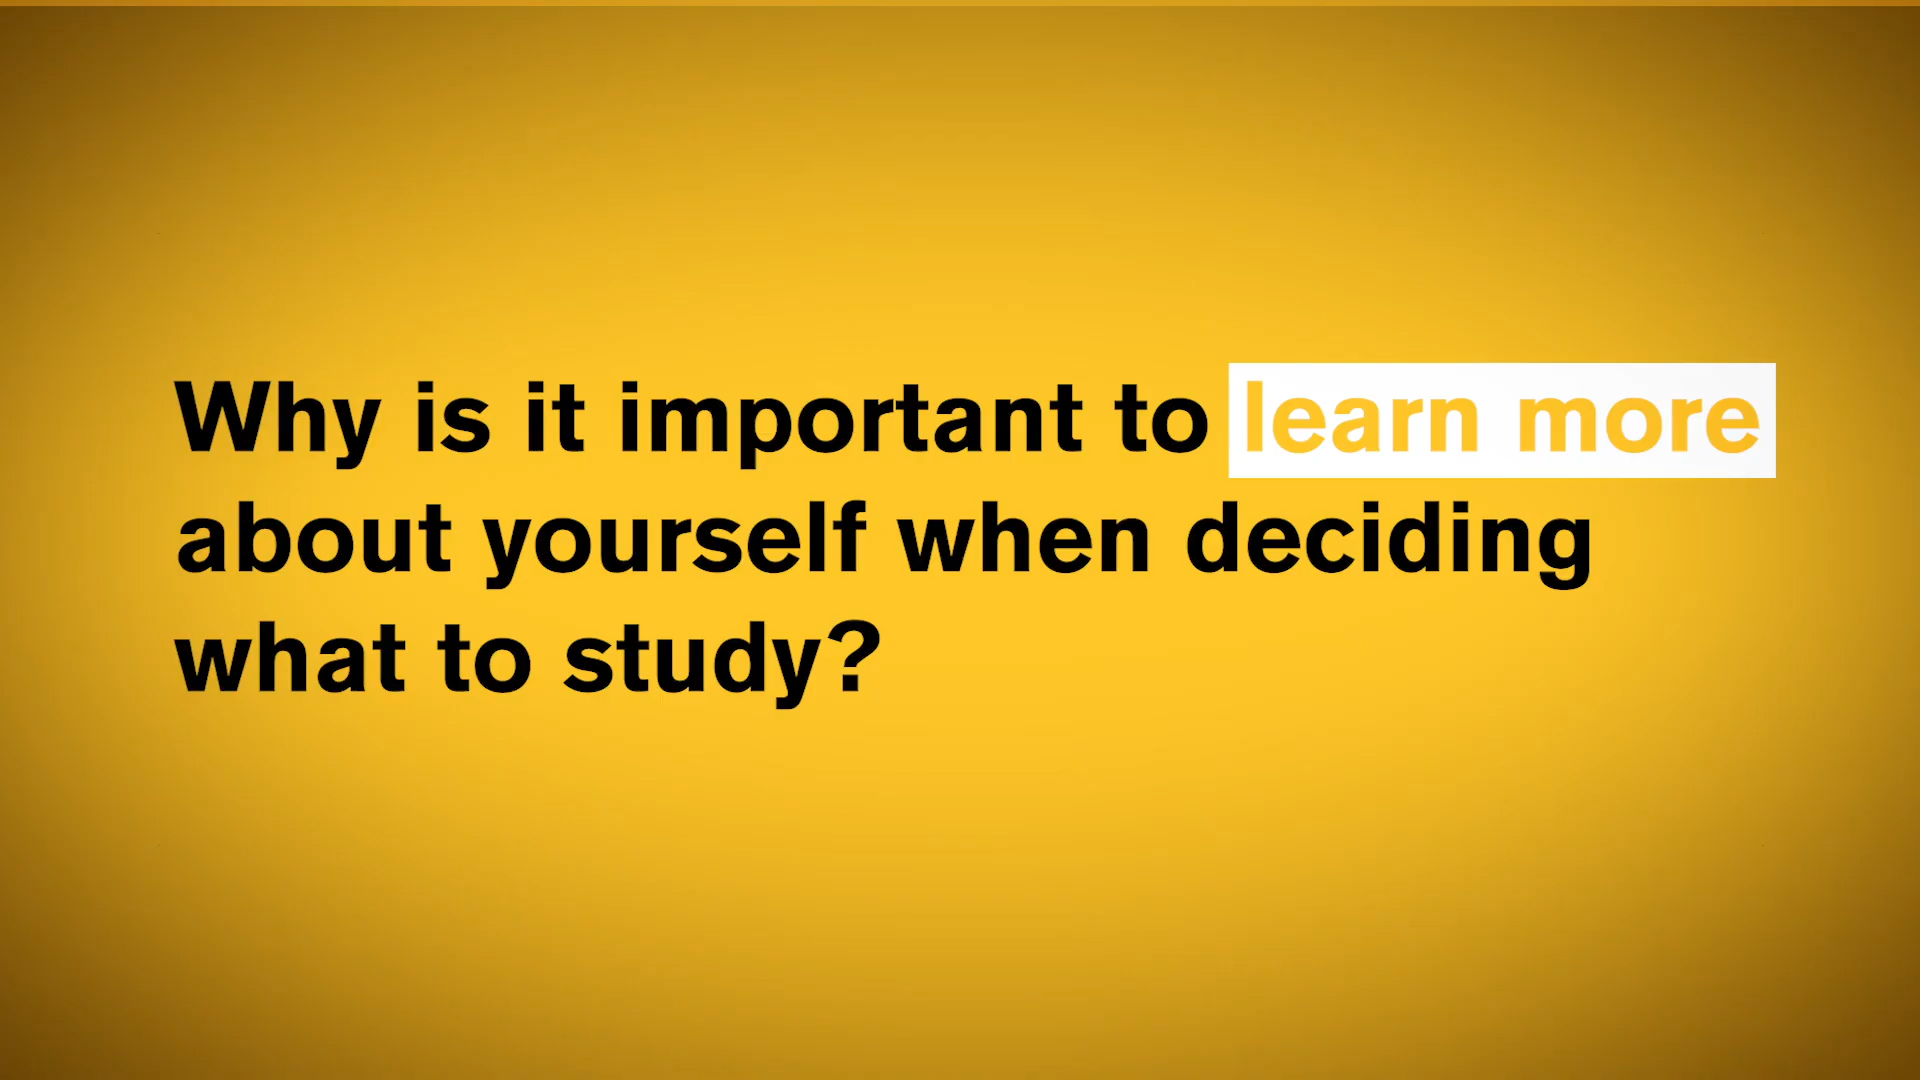 Why is it important to learn more
about yourself when deciding
what to study?